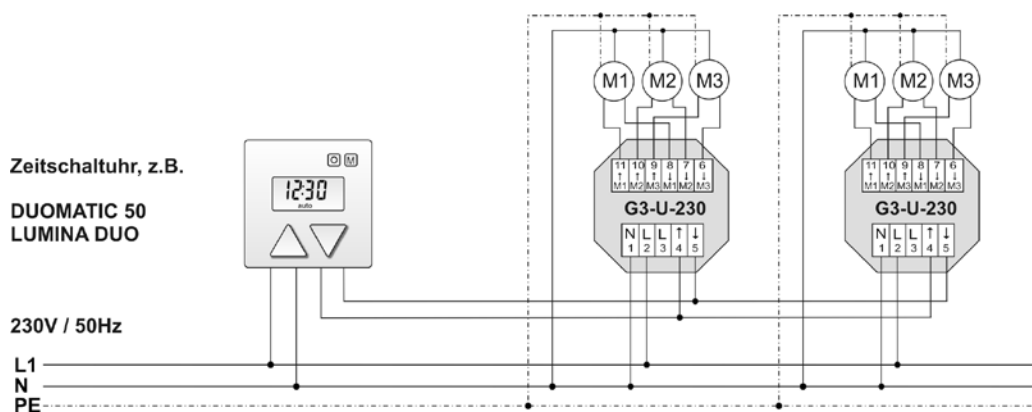 M1 M2 M3
M1 M2 M3
Zeitschaltuhr, z.B.
DUOMATIC 50
LUMINA DUO
O M
12:30
auto
11 10 9 8 7 6
↑ ↑ ↑ ↓ ↓ ↓
M1 M2 M3 M1 M2 M3
G3-U-230
N L L ↑ ↓
1 2 3 4 5
11 10 9 8 7 6
↑ ↑ ↑ ↓ ↓ ↓
M1 M2 M3 M1 M2 M3
G3-U-230
N L L ↑ ↓
1 2 3 4 5
230V / 50Hz
L1
N
PE